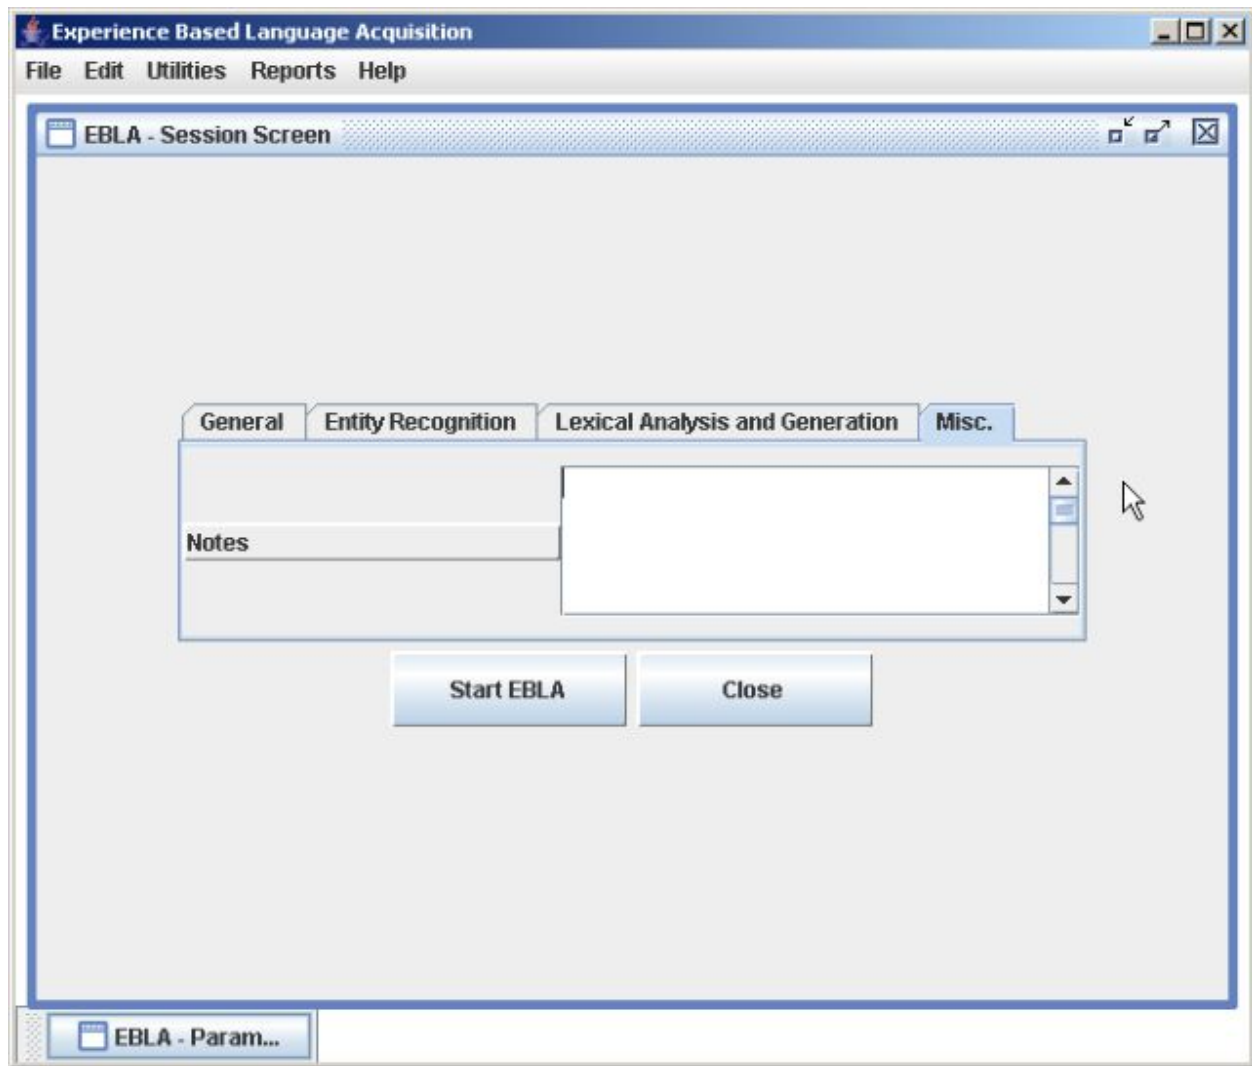 Experience Based Language Acquisition
File Edit Utilities Reports Help
EBLA - Session Screen
General Entity Recognition Lexical Analysis and Generation Misc.
Notes
Start EBLA Close
EBLA - Param...